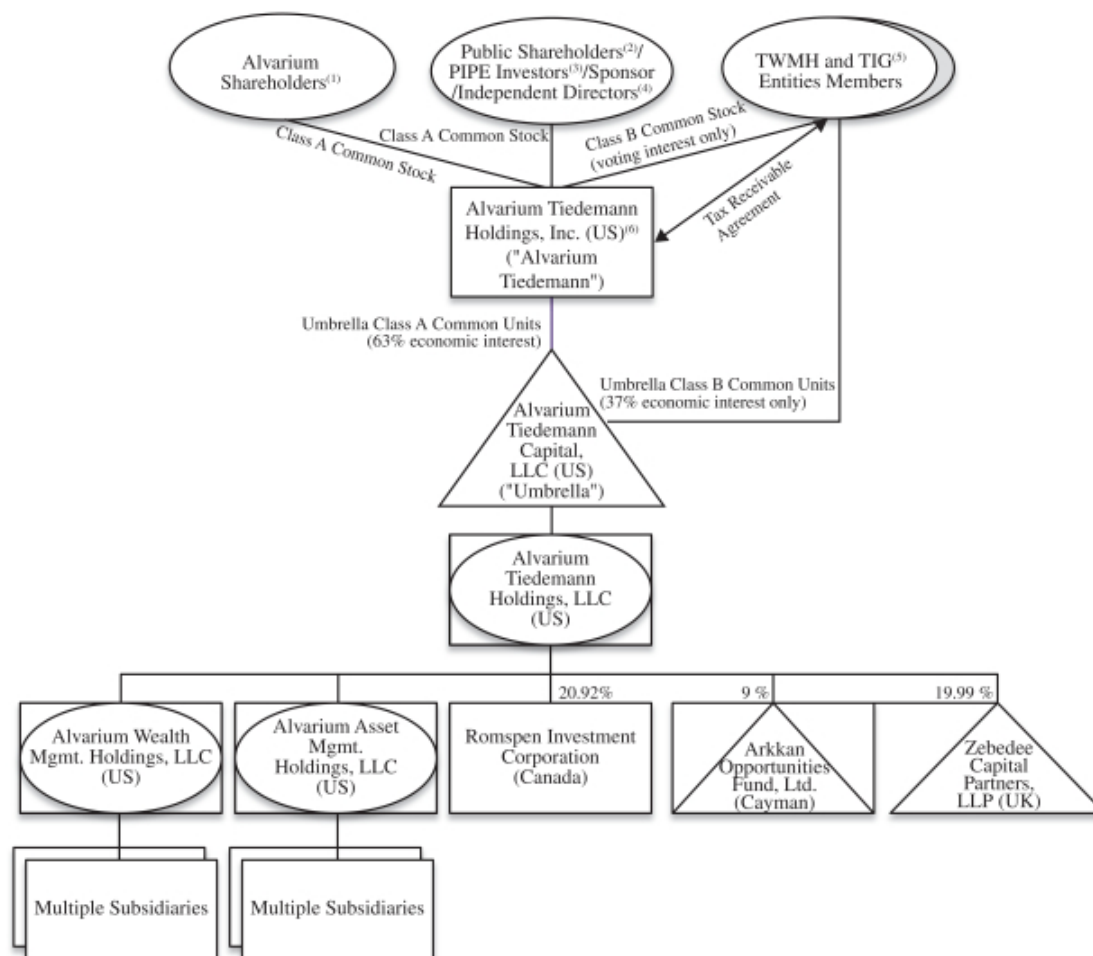 Alvarium
Shareholders(1)
Public Shareholders(2)/
PIPE Investors(3)/Sponsor
/Independent Directors(4)
TWMH and TIG(5)
Entities Members
Class A Common Stock
Class A Common Stock
Class B Common Stock
(voting interest only)
Tax Receivable
Agreement
Alvarium Tiedemann
Holdings, Inc. (US)(6)
("Alvarium
Tiedemann")
Umbrella Class A Common Units
(63% economic interest)
Umbrella Class B Common Units
(37% economic interest only)
Alvarium
Tiedemann
Capital,
LLC (US)
("Umbrella")
Alvarium
Tiedemann
Holdings, LLC
(US)
20.92%
9 %
19.99 %
Alvarium Wealth
Mgmt. Holdings, LLC
(US)
Alvarium Asset
Mgmt.
Holdings, LLC
(US)
Romspen Investment
Corporation
(Canada)
Arkkan
Opportunities
Fund, Ltd.
(Cayman)
Zebedee
Capital
Partners,
LLP (UK)
Multiple Subsidiaries
Multiple Subsidiaries